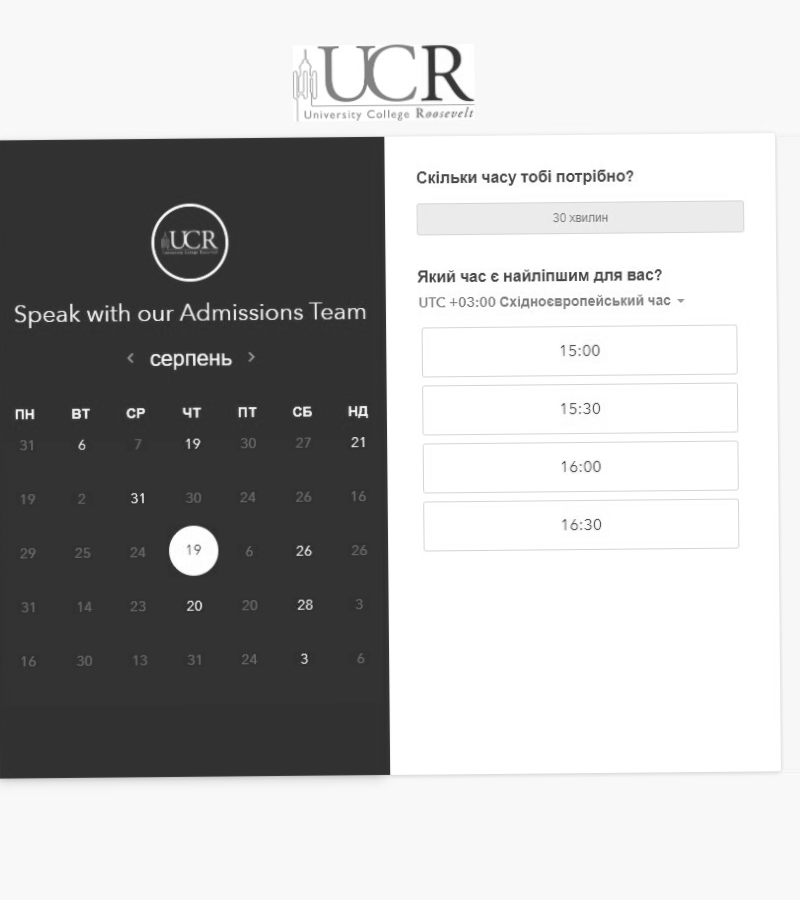 UCR
University College Roosevelt
UCR
Speak with our Admissions Team
серпень
ПН ВТ СР ЧТ ПТ СБ НД
31 6 7 19 30 27 21
19 2 31 30 24 26 16
29 25 24 19 6 26 26
31 14 23 20 20 28 3
16 30 13 31 24 3 6
Скільки часу тобі потрібно?
30 хвилин
Який час є найліпшим для вас?
UTC +03:00 Східноєвропейський час
15:00
15:30
16:00
16:30